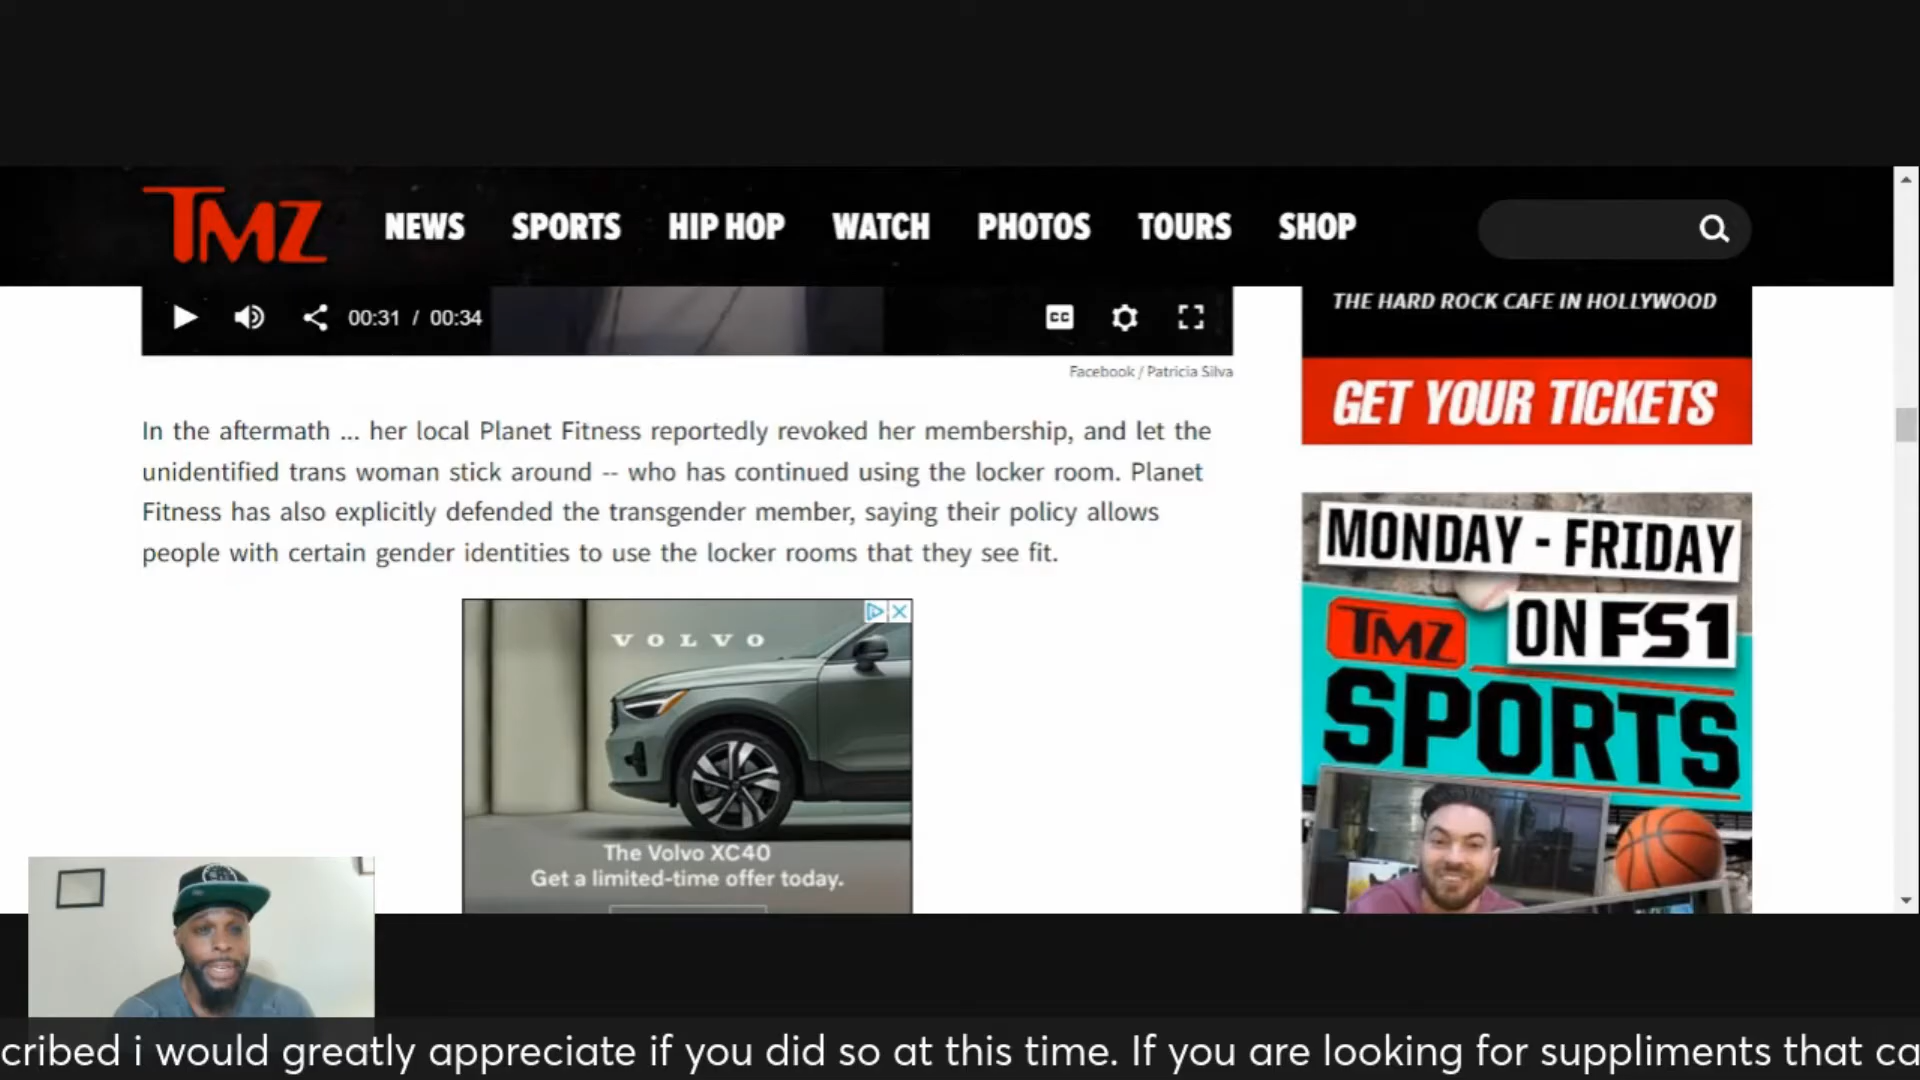 TMZ
NEWS SPORTS HIP HOP WATCH PHOTOS TOURS SHOP
00:31 / 00:34
CC
Facebook / Patricia Silva
In the aftermath ... her local Planet Fitness reportedly revoked her membership, and let the
unidentified trans woman stick around -- who has continued using the locker room. Planet
Fitness has also explicitly defended the transgender member, saying their policy allows
people with certain gender identities to use the locker rooms that they see fit.
THE HARD ROCK CAFE IN HOLLYWOOD
GET YOUR TICKETS
MONDAY - FRIDAY
TMZ ON FS1
SPORTS
VOLVO
The Volvo XC40
Get a limited-time offer today.
cribed i would greatly appreciate if you did so at this time. If you are looking for suppliments that ca